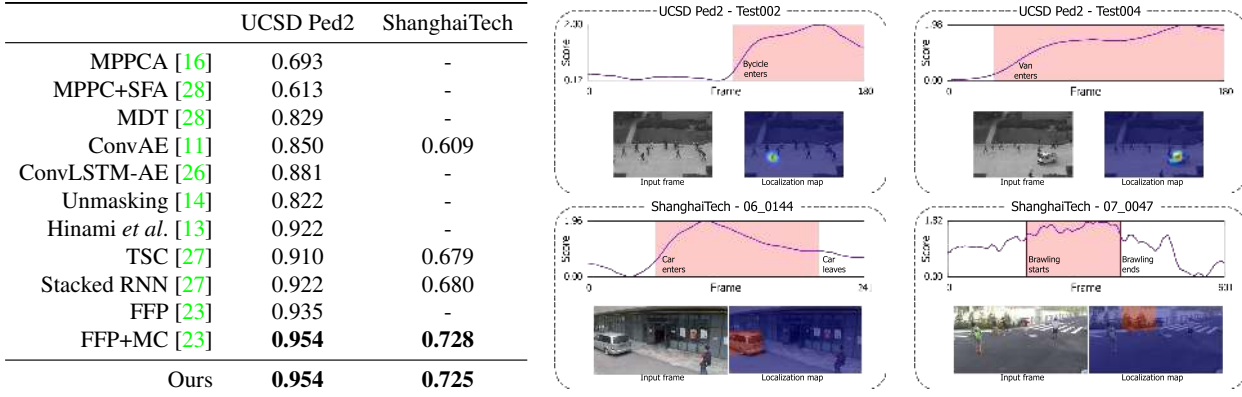 UCSD Ped2 ShanghaiTech
MPPCA [16] 0.693 -
MPPC+SFA [28] 0.613 -
MDT [28] 0.829 -
ConvAE [11] 0.850 0.609
ConvLSTM-AE [26] 0.881 -
Unmasking [14] 0.822 -
Hinami et al. [13] 0.922 -
TSC [27] 0.910 0.679
Stacked RNN [27] 0.922 0.680
FFP [23] 0.935 -
FFP+MC [23] 0.954 0.728
Ours 0.954 0.725
UCSD Ped2 - Test002
2.00
Score
0.17
Bycicle
enters
0
Frame
180
Input frame
Localization map
UCSD Ped2 - Test004
1.98
Score
0.00
Van
enters
0
Frame
180
Input frame
Localization map
ShanghaiTech - 06_0144
1.96
Score
0.00
Car
enters
Car
leaves
0
Frame
241
Input frame
Localization map
ShanghaiTech - 07_0047
Score
0.00
Brawling
starts
Brawling
ends
0
Frame
Input frame
Localization map